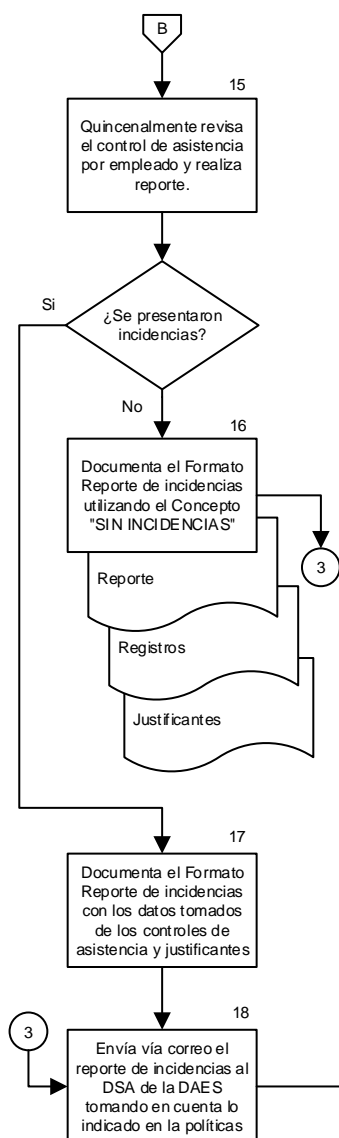 B
15
Quincenalmente revisa
el control de asistencia
por empleado y realiza
reporte.
Si
¿Se presentaron
incidencias?
No
16
Documenta el Formato
Reporte de incidencias
utilizando el Concepto
"SIN INCIDENCIAS"
3
Reporte
Registros
Justificantes
17
Documenta el Formato
Reporte de incidencias
con los datos tomados
de los controles de
asistencia y justificantes
3
18
Envía vía correo el
reporte de incidencias al
DSA de la DAES
tomando en cuenta lo
indicado en la políticas